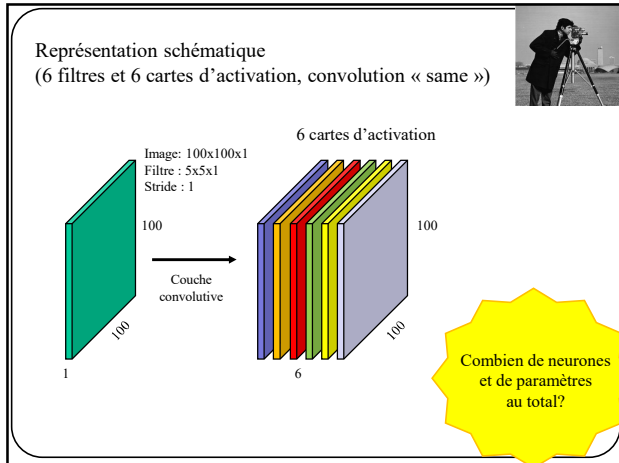 Représentation schématique
(6 filtres et 6 cartes d'activation, convolution « same »)
6 cartes d'activation
Image: 100x100x1
Filtre : 5x5x1
Stride : 1
100
100
Couche
convolutive
100
100
1
6
Combien de neurones
et de paramètres
au total?